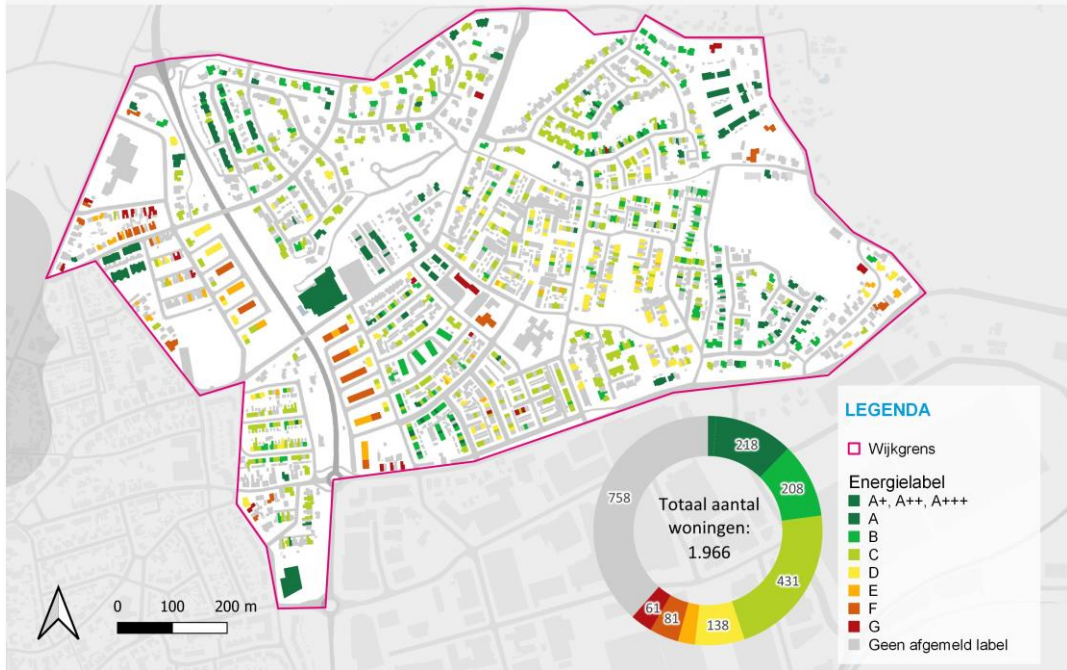 LEGENDA
Wijkgrens
Energielabel
A+, A++, A+++
A
B
C
D
E
F
G
Geen afgemeld label
218
208
431
138
81
61
758
Totaal aantal
woningen:
1.966
0 100 200 m